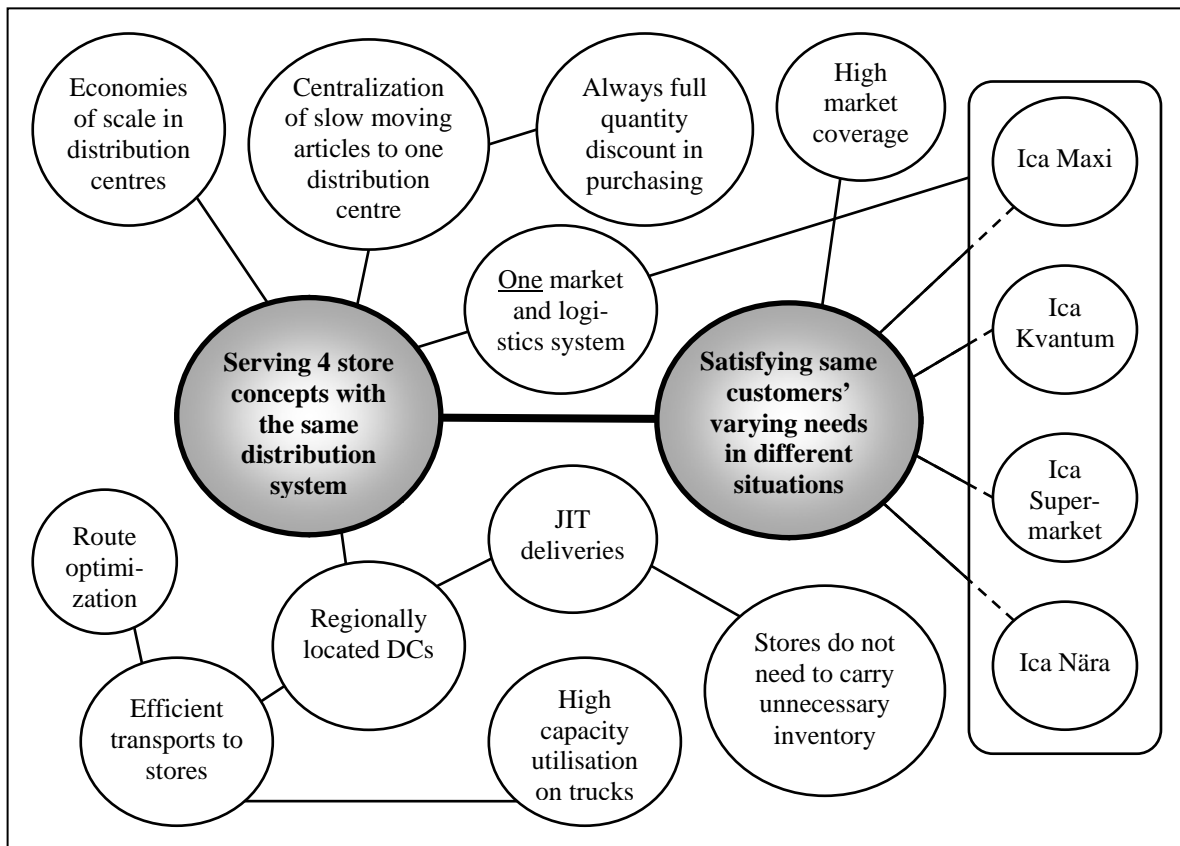 Economies
of scale in
distribution
centres
Centralization
of slow moving
articles to one
distribution
centre
Always full
quantity
discount in
purchasing
High
market
coverage
Ica Maxi
One market
and logi-
stics system
Ica
Kvantum
Serving 4 store
concepts with
the same
distribution
system
Satisfying same
customers’
varying needs
in different
situations
Ica
Super-
market
Route
optimi-
zation
JIT
deliveries
Regionally
located DCs
Stores do not
need to carry
unnecessary
inventory
Ica Nära
Efficient
transports to
stores
High
capacity
utilisation
on trucks